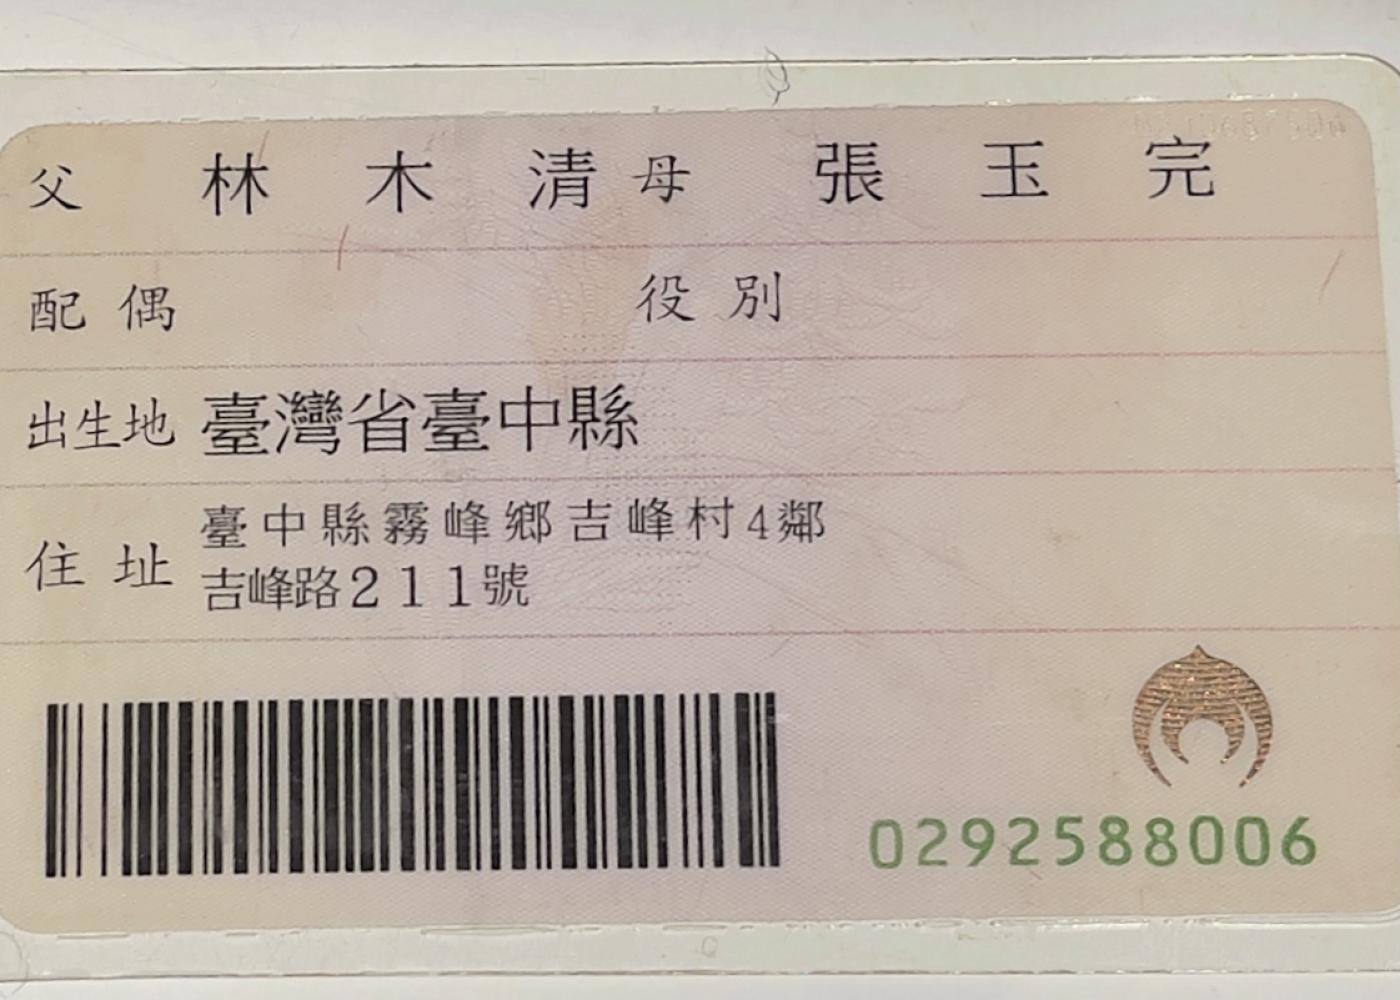 父 林木清 母 張玉完
配偶 役別
出生地 臺灣省臺中縣
住址 臺中縣霧峰鄉吉峰村4鄰
吉峰路211號
0292588006